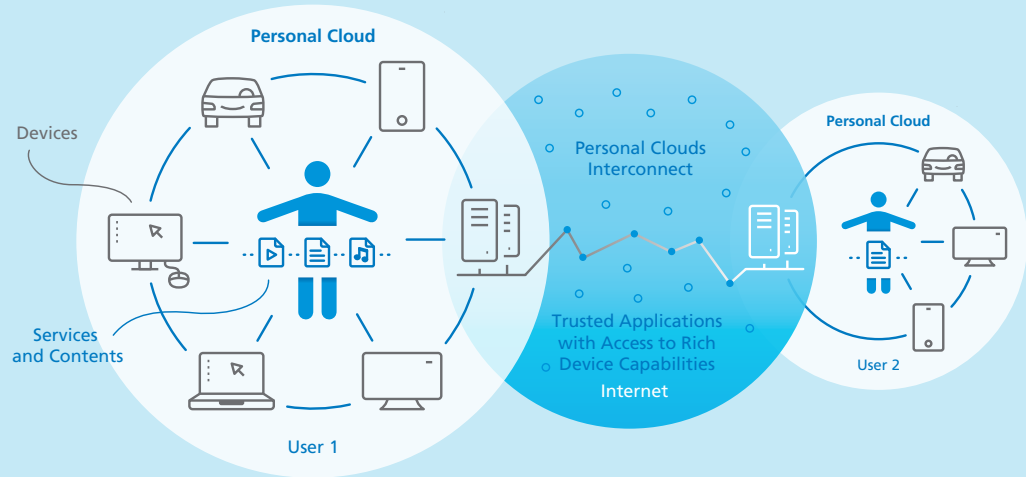 Personal Cloud
Devices
Services
and Contents
User 1
Personal Clouds
Interconnect
Trusted Applications
with Access to Rich
Device Capabilities
Internet
Personal Cloud
User 2